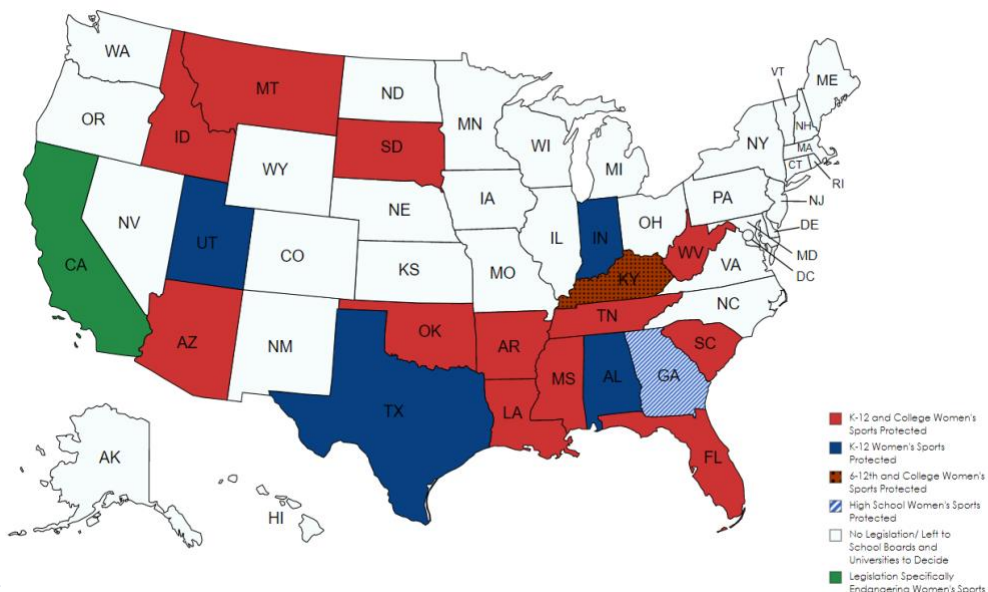 WA
OR
CA
NV
ID
MT
WY
UT
AZ
CO
NM
ND
SD
NE
KS
OK
TX
MN
IA
MO
AR
LA
WI
IL
MS
MI
IN
KY
TN
AL
OH
WV
GA
FL
SC
NC
VA
PA
NY
VT
NH
ME
MA
CT
RI
NJ
DE
MD
DC
AK
HI
K-12 and College Women's
Sports Protected
K-12 Women's Sports
Protected
6-12th and College Women's
Sports Protected
High School Women's Sports
Protected
No Legislation/ Left to
School Boards and
Universities to Decide
Legislation Specifically
Endangering Women's Sports